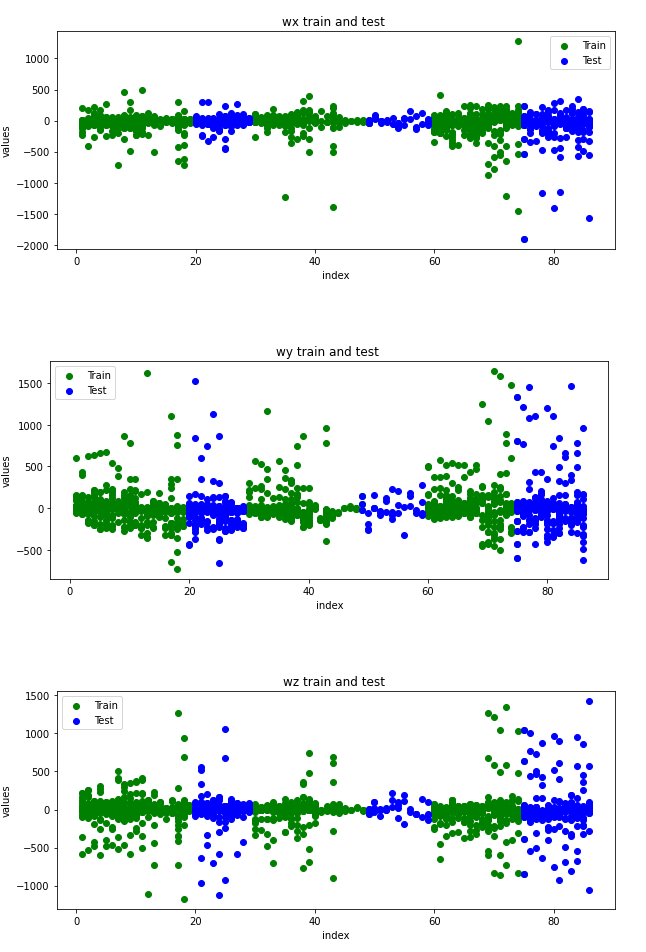 wx train and test
1000
500
0
−500
−1000
−1500
−2000
values
Train
Test
0 20 40 60 80
index
wy train and test
1500
1000
500
0
−500
values
Train
Test
0 20 40 60 80
index
wz train and test
1500
1000
500
0
−500
−1000
values
Train
Test
0 20 40 60 80
index